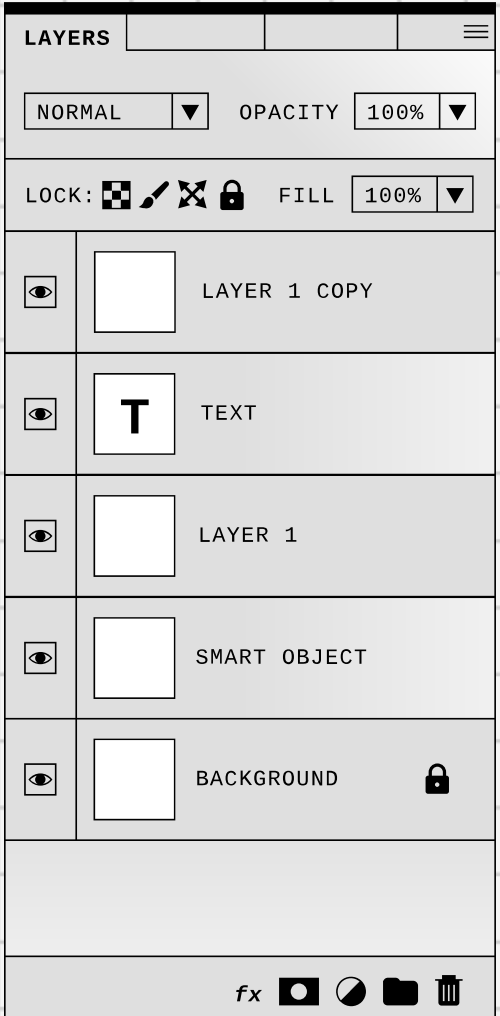 LAYERS
NORMAL OPACITY 100%
LOCK: FILL 100%
LAYER 1 COPY
T TEXT
LAYER 1
SMART OBJECT
BACKGROUND
fx